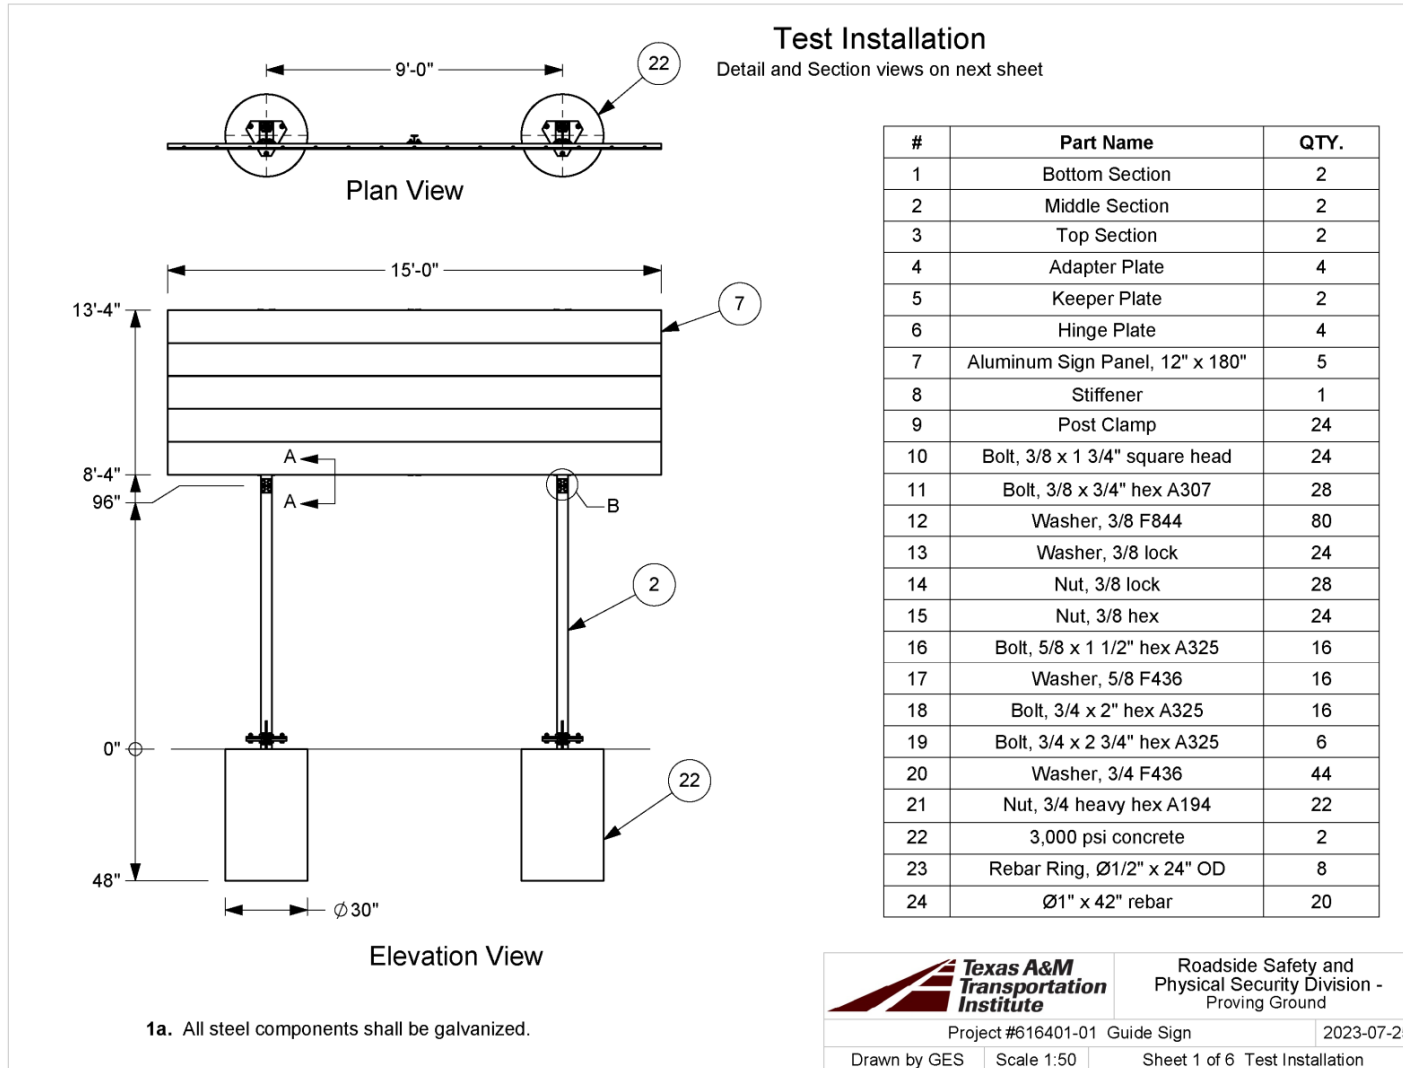 Test Installation
Detail and Section views on next sheet
9'-0"
22
Plan View
15'-0"
13'-4"
7
8'-4"
96"
A
A
B
2
0"
22
48"
Ø30"
Elevation View
1a. All steel components shall be galvanized.
# Part Name QTY.
1 Bottom Section 2
2 Middle Section 2
3 Top Section 2
4 Adapter Plate 4
5 Keeper Plate 2
6 Hinge Plate 4
7 Aluminum Sign Panel, 12" x 180" 5
8 Stiffener 1
9 Post Clamp 24
10 Bolt, 3/8 x 1 3/4" square head 24
11 Bolt, 3/8 x 3/4" hex A307 28
12 Washer, 3/8 F844 80
13 Washer, 3/8 lock 24
14 Nut, 3/8 lock 28
15 Nut, 3/8 hex 24
16 Bolt, 5/8 x 1 1/2" hex A325 16
17 Washer, 5/8 F436 16
18 Bolt, 3/4 x 2" hex A325 16
19 Bolt, 3/4 x 2 3/4" hex A325 6
20 Washer, 3/4 F436 44
21 Nut, 3/4 heavy hex A194 22
22 3,000 psi concrete 2
23 Rebar Ring, Ø1/2" x 24" OD 8
24 Ø1" x 42" rebar 20
Texas A&M
Transportation
Institute
Roadside Safety and
Physical Security Division -
Proving Ground
Project #616401-01 Guide Sign
Drawn by GES Scale 1:50 Sheet 1 of 6 Test Installation